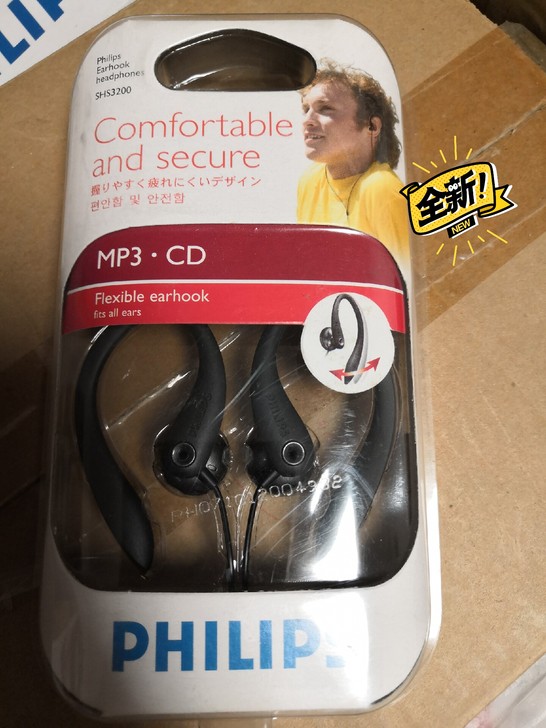 LIP
Philips
Earhook
headphones
SHS3200
Comfortable
and secure
握りやすく疲れにくいデザイン
편안함 및 안전함
全新!
NEW
MP3 · CD
Flexible earhook
fits all ears
PHILIPS
PHILIPS